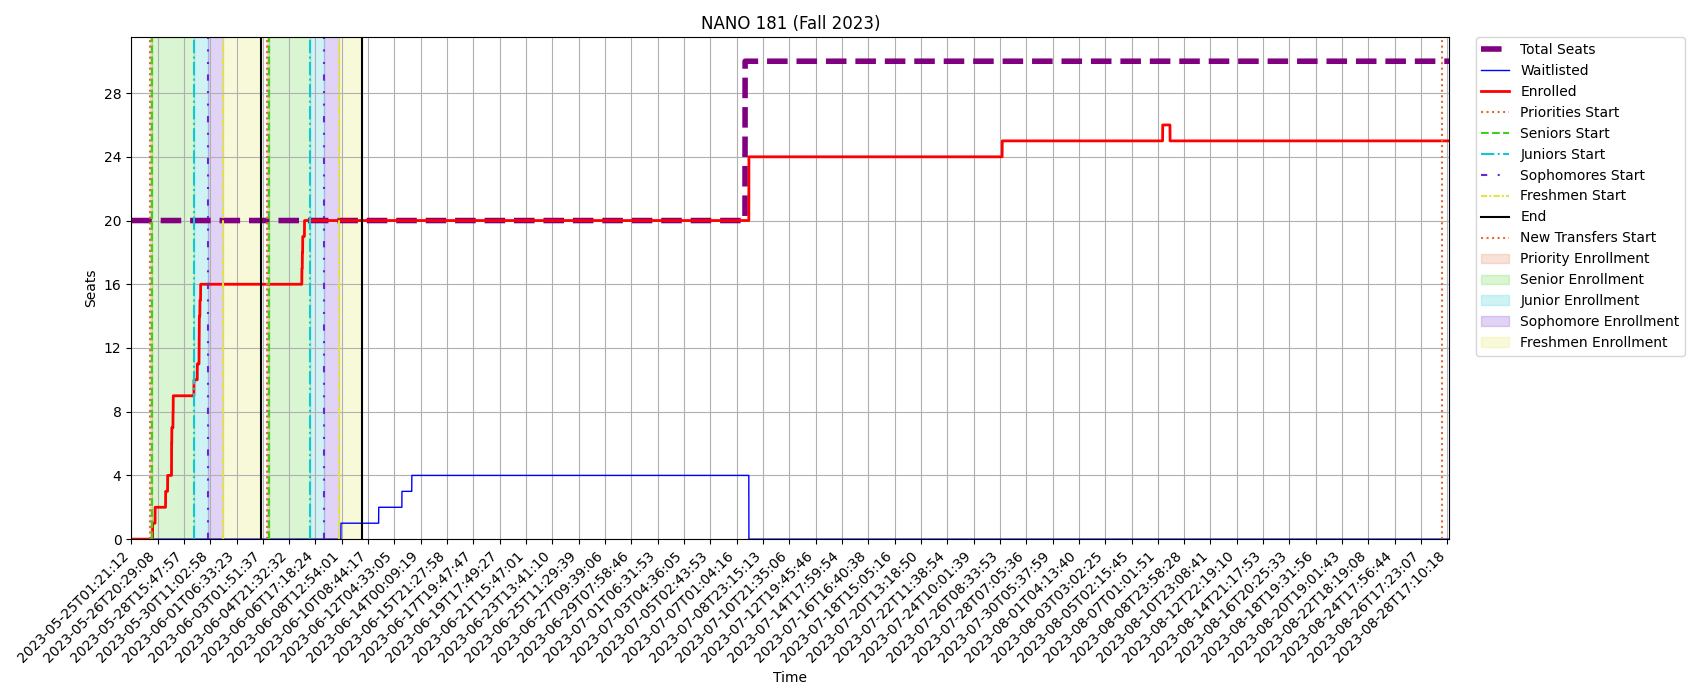 NANO 181 (Fall 2023)
Seats
28
24
20
16
12
8
4
0
2023-05-25T01:21:12
2023-05-26T20:29:08
2023-05-28T15:47:57
2023-05-30T11:02:58
2023-06-01T06:33:23
2023-06-03T01:51:37
2023-06-04T21:32:32
2023-06-06T17:18:24
2023-06-08T12:54:01
2023-06-10T08:44:17
2023-06-12T04:33:05
2023-06-14T00:09:19
2023-06-15T21:27:58
2023-06-17T19:47:47
2023-06-19T17:49:27
2023-06-21T15:47:01
2023-06-23T13:41:10
2023-06-25T11:29:39
2023-06-27T09:39:06
2023-06-29T07:58:46
2023-07-01T06:31:53
2023-07-03T04:36:05
2023-07-05T02:43:53
2023-07-07T01:04:16
2023-07-08T23:15:13
2023-07-10T21:35:06
2023-07-12T19:45:46
2023-07-14T17:59:54
2023-07-16T16:40:38
2023-07-18T15:05:16
2023-07-20T13:18:50
2023-07-22T11:38:54
2023-07-24T10:01:39
2023-07-26T08:33:53
2023-07-28T07:05:36
2023-07-30T05:37:59
2023-08-01T04:13:40
2023-08-03T03:02:25
2023-08-05T02:15:45
2023-08-07T01:01:51
2023-08-08T23:58:28
2023-08-10T23:08:41
2023-08-12T22:19:10
2023-08-14T21:17:53
2023-08-16T20:25:33
2023-08-18T19:31:56
2023-08-20T19:01:43
2023-08-22T18:19:08
2023-08-24T17:56:44
2023-08-26T17:23:07
2023-08-28T17:10:18
Time
Total Seats
Waitlisted
Enrolled
Priorities Start
Seniors Start
Juniors Start
Sophomores Start
Freshmen Start
End
New Transfers Start
Priority Enrollment
Senior Enrollment
Junior Enrollment
Sophomore Enrollment
Freshmen Enrollment